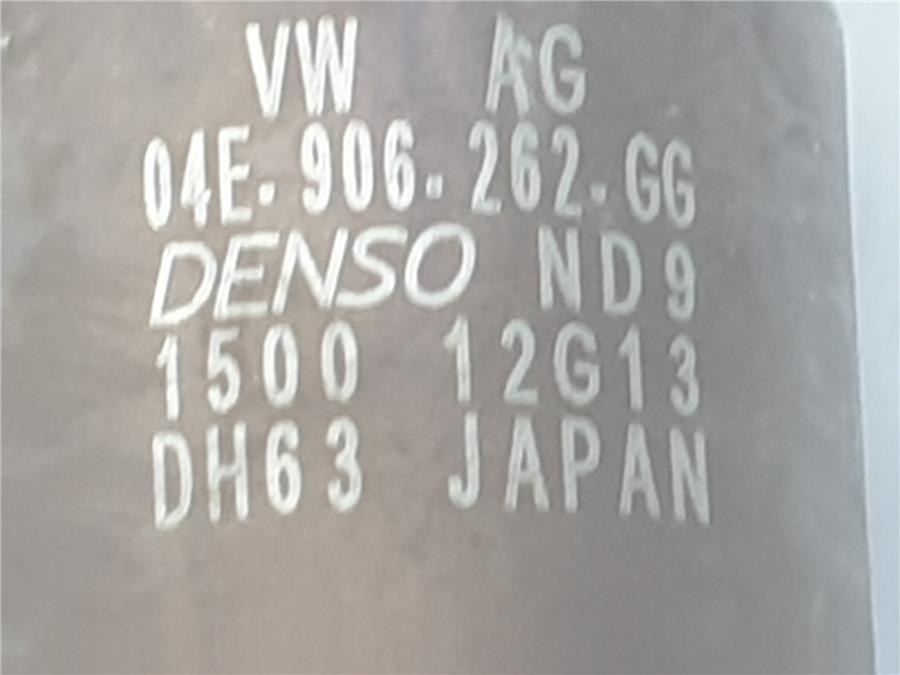 VW AG
04E.906.262.GG
DENSO ND9
1500 12G13
DH63 JAPAN